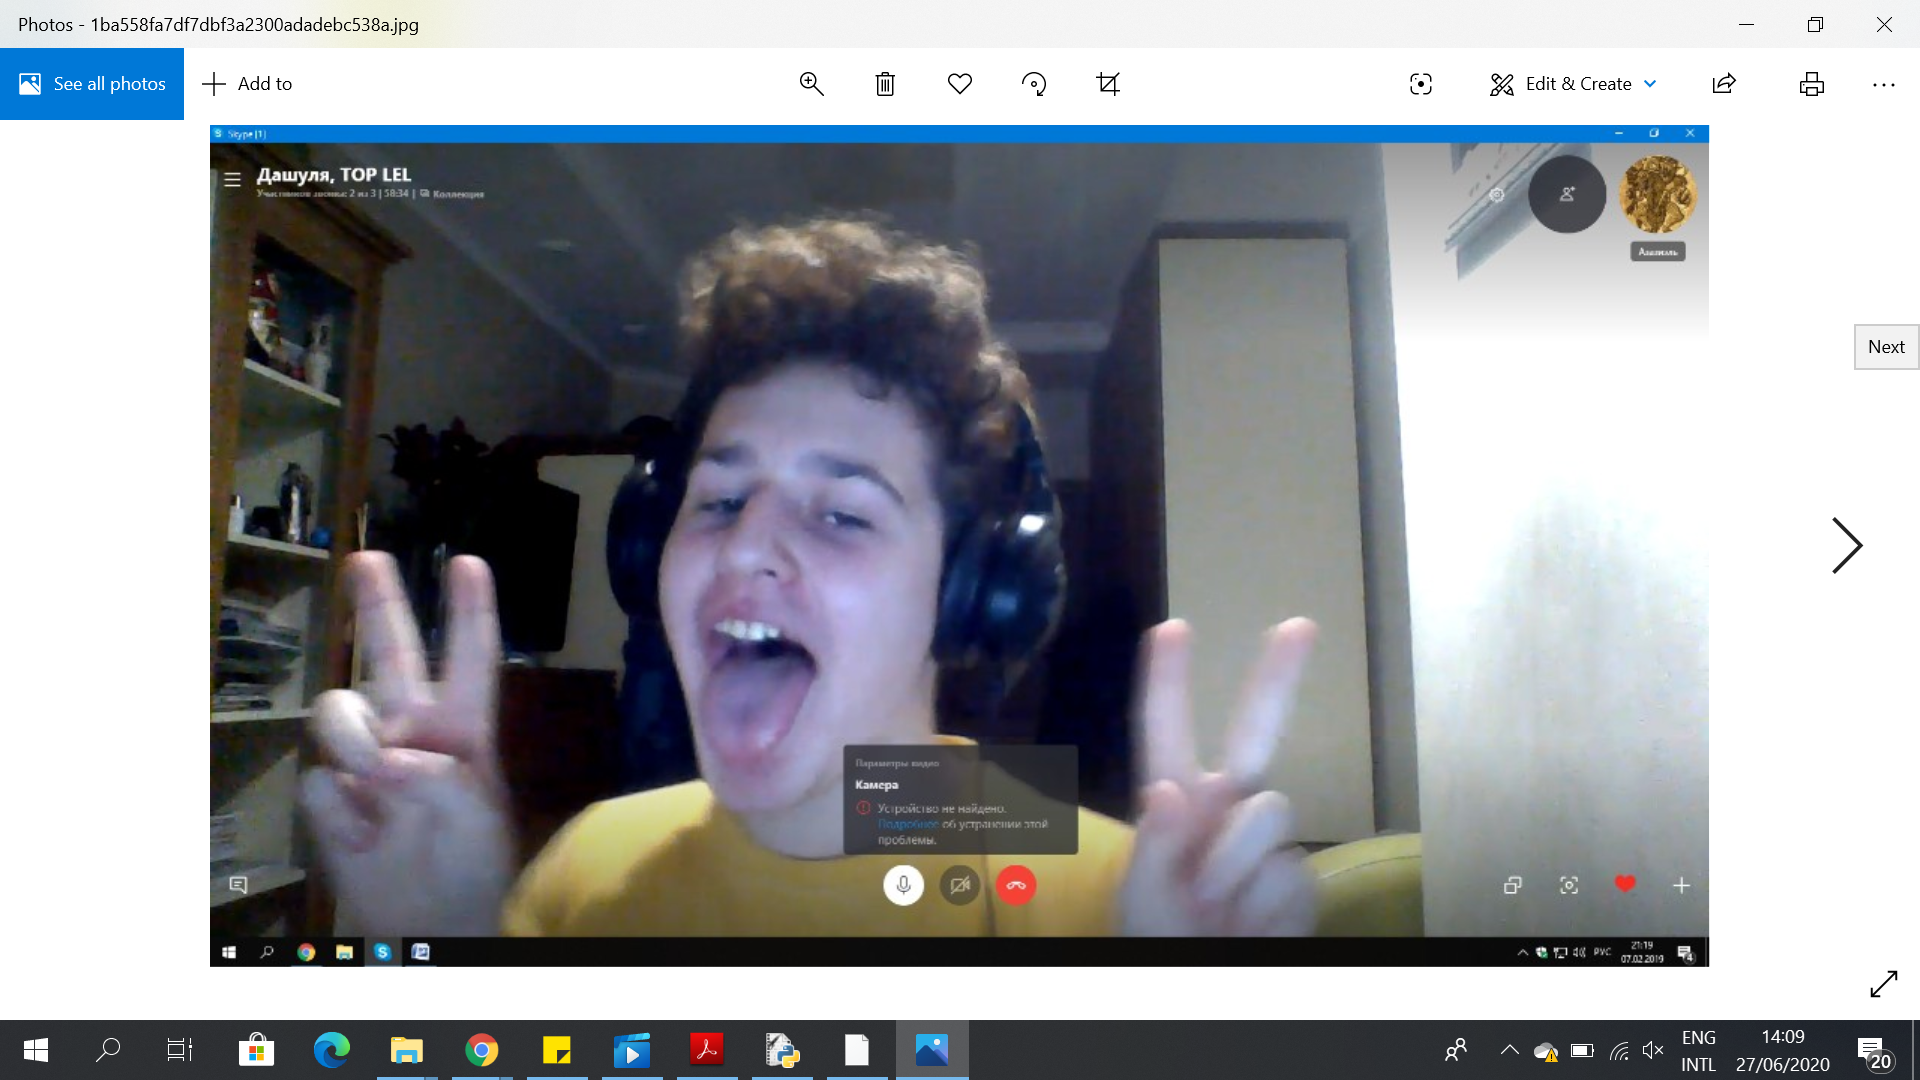 Photos - 1ba558fa7df7dbf3a2300adadebc538a.jpg
See all photos
Add to
Edit & Create
Skype [1]
Дашуля, TOP LEL
Участников звонка: 2 из 3 | 58:34 | Коллекция
Азазиэль
Next
Параметры видео
Камера
Устройство не найдено.
Подробнее об устранении этой
проблемы.
РУС
21:19
07.02.2019
4
ENG
INTL
14:09
27/06/2020
20